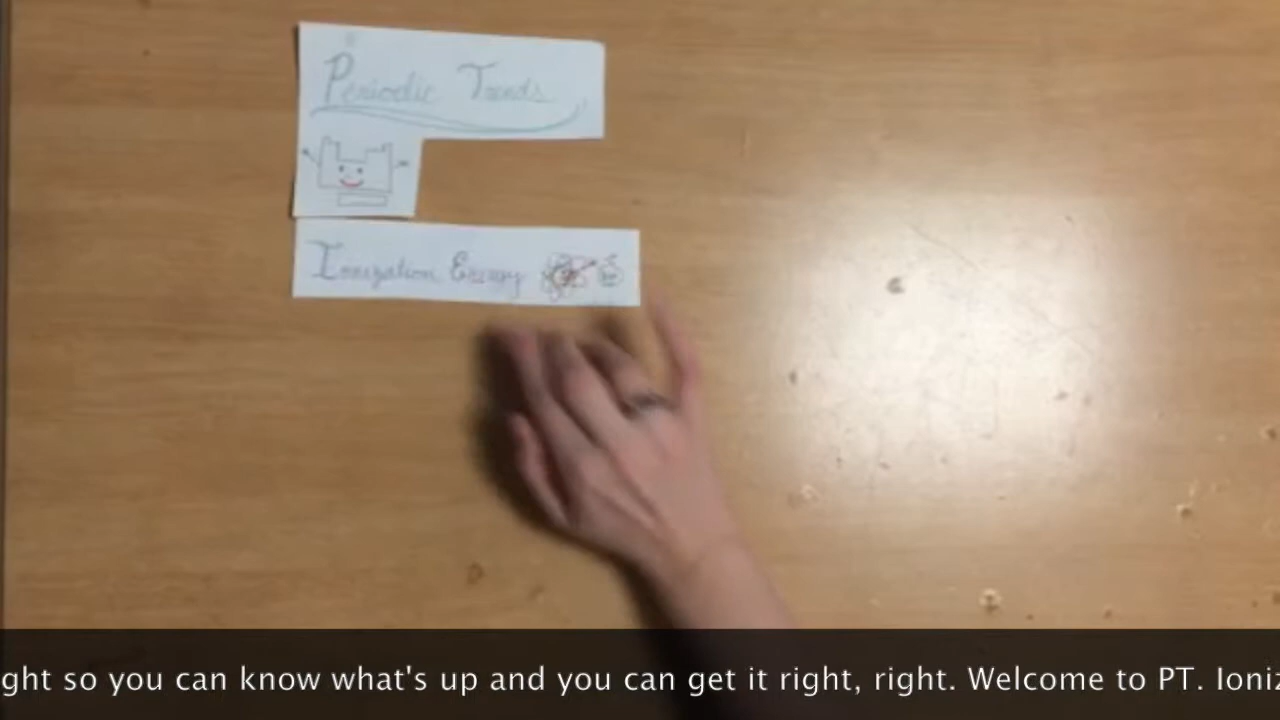 Periodic Trends
Ionization Energy
ght so you can know what's up and you can get it right, right. Welcome to PT. Ioniz